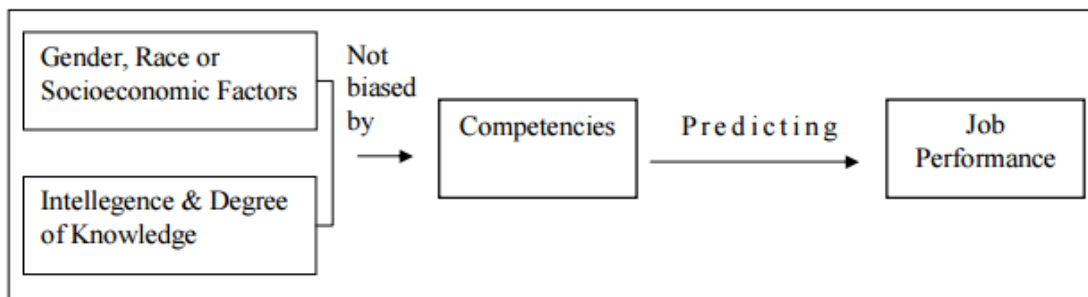 Gender, Race or
Socioeconomic Factors
Not
biased
by
Intellegence & Degree
of Knowledge
Competencies
Predicting
Job
Performance